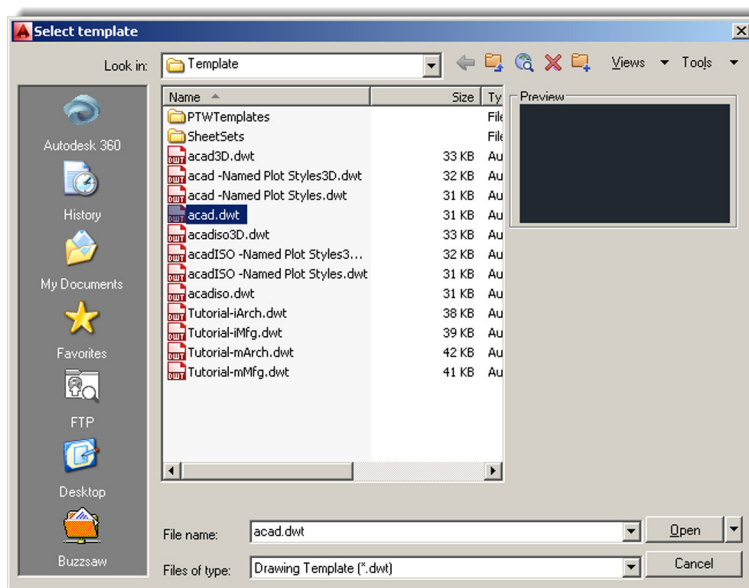 Select template
Look in: Template Views Tools
Name Size Ty Preview
PTWTemplates File
SheetSets File
acad3D.dwt 33 KB Au
acad -Named Plot Styles3D.dwt 32 KB Au
acad -Named Plot Styles.dwt 31 KB Au
acad.dwt 31 KB Au
acadiso3D.dwt 33 KB Au
acadISO -Named Plot Styles3... 32 KB Au
acadISO -Named Plot Styles.dwt 31 KB Au
acadiso.dwt 31 KB Au
Tutorial-iArch.dwt 38 KB Au
Tutorial-iMfg.dwt 39 KB Au
Tutorial-mArch.dwt 42 KB Au
Tutorial-mMfg.dwt 41 KB Au
Autodesk 360
History
My Documents
Favorites
FTP
Desktop
Buzzsaw
File name: acad.dwt Open
Files of type: Drawing Template (*.dwt) Cancel